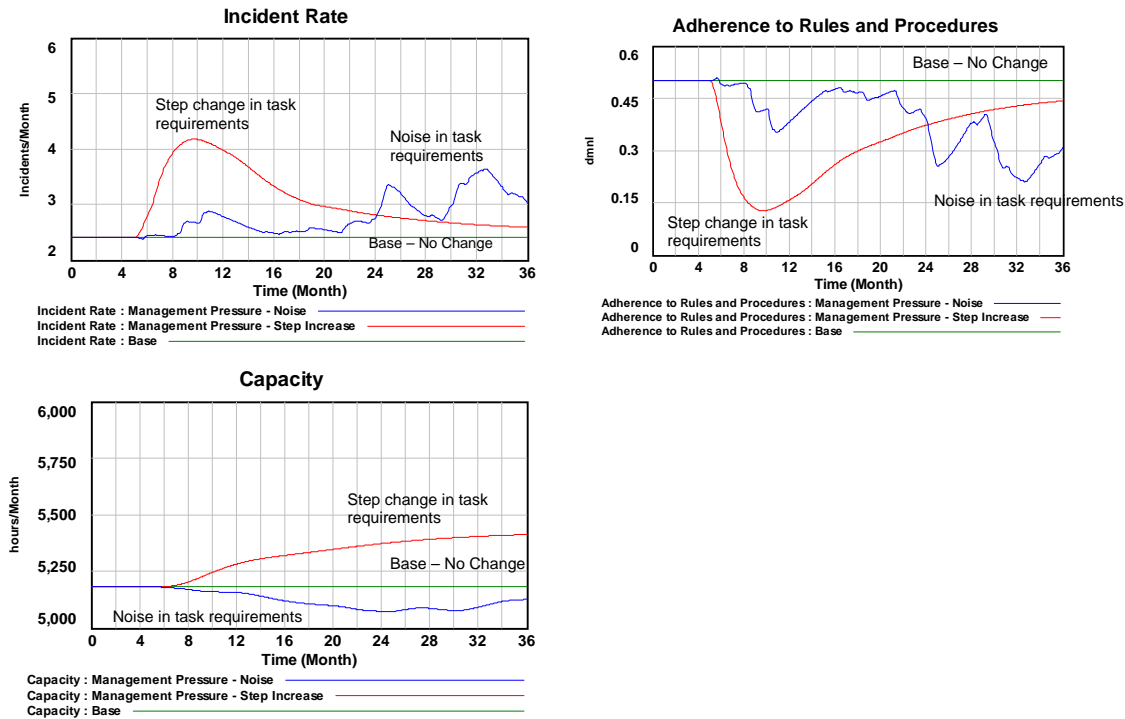 Incident Rate
6
5
4
3
2
Incidents/Month
Step change in task
requirements
Noise in task
requirements
Base – No Change
0 4 8 12 16 20 24 28 32 36
Time (Month)
Incident Rate : Management Pressure - Noise
Incident Rate : Management Pressure - Step Increase
Incident Rate : Base
Adherence to Rules and Procedures
0.6
0.45
0.3
0.15
0
dmnl
Base – No Change
Noise in task requirements
Step change in task
requirements
0 4 8 12 16 20 24 28 32 36
Time (Month)
Adherence to Rules and Procedures : Management Pressure - Noise
Adherence to Rules and Procedures : Management Pressure - Step Increase
Adherence to Rules and Procedures : Base
Capacity
6,000
5,750
5,500
5,250
5,000
hours/Month
Step change in task
requirements
Base – No Change
Noise in task requirements
0 4 8 12 16 20 24 28 32 36
Time (Month)
Capacity : Management Pressure - Noise
Capacity : Management Pressure - Step Increase
Capacity : Base